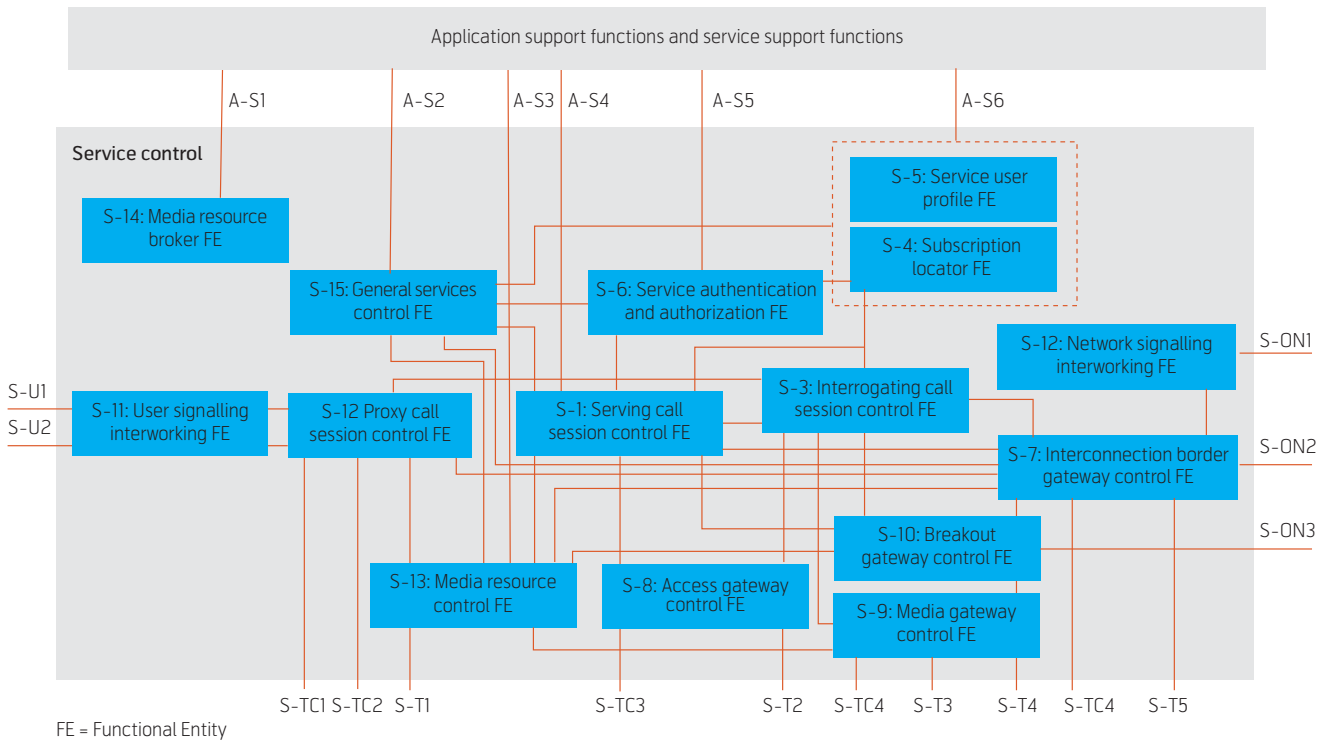 Application support functions and service support functions
A-S1
A-S2
A-S3
A-S4
A-S5
A-S6
Service control
S-14: Media resource
broker FE
S-5: Service user
profile FE
S-4: Subscription
locator FE
S-15: General services
control FE
S-6: Service authentication
and authorization FE
S-12: Network signalling
interworking FE
S-ON1
S-U1
S-U2
S-11: User signalling
interworking FE
S-12 Proxy call
session control FE
S-1: Serving call
session control FE
S-3: Interrogating call
session control FE
S-7: Interconnection border
gateway control FE
S-ON2
S-10: Breakout
gateway control FE
S-ON3
S-13: Media resource
control FE
S-8: Access gateway
control FE
S-9: Media gateway
control FE
S-TC1
S-TC2
S-T1
S-TC3
S-T2
S-TC4
S-T3
S-T4
S-TC4
S-T5
FE = Functional Entity